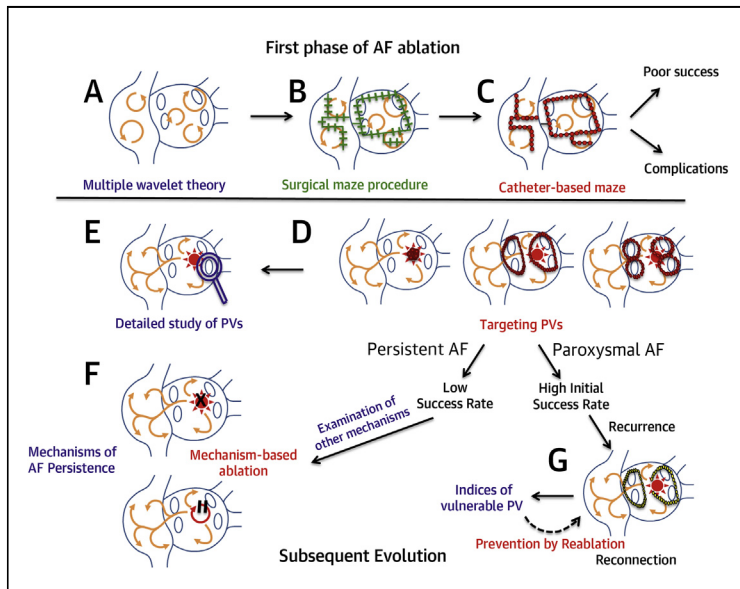 First phase of AF ablation
A
B
C
Poor success
Complications
Multiple wavelet theory
Surgical maze procedure
Catheter-based maze
E
D
Detailed study of PVs
Targeting PVs
Persistent AF
Paroxysmal AF
F
Low
Success Rate
High Initial
Success Rate
Examination of
other mechanisms
Recurrence
X
Mechanisms of
AF Persistence
Mechanism-based
ablation
G
Indices of
vulnerable PV
H
Prevention by Reablation
Reconnection
Subsequent Evolution